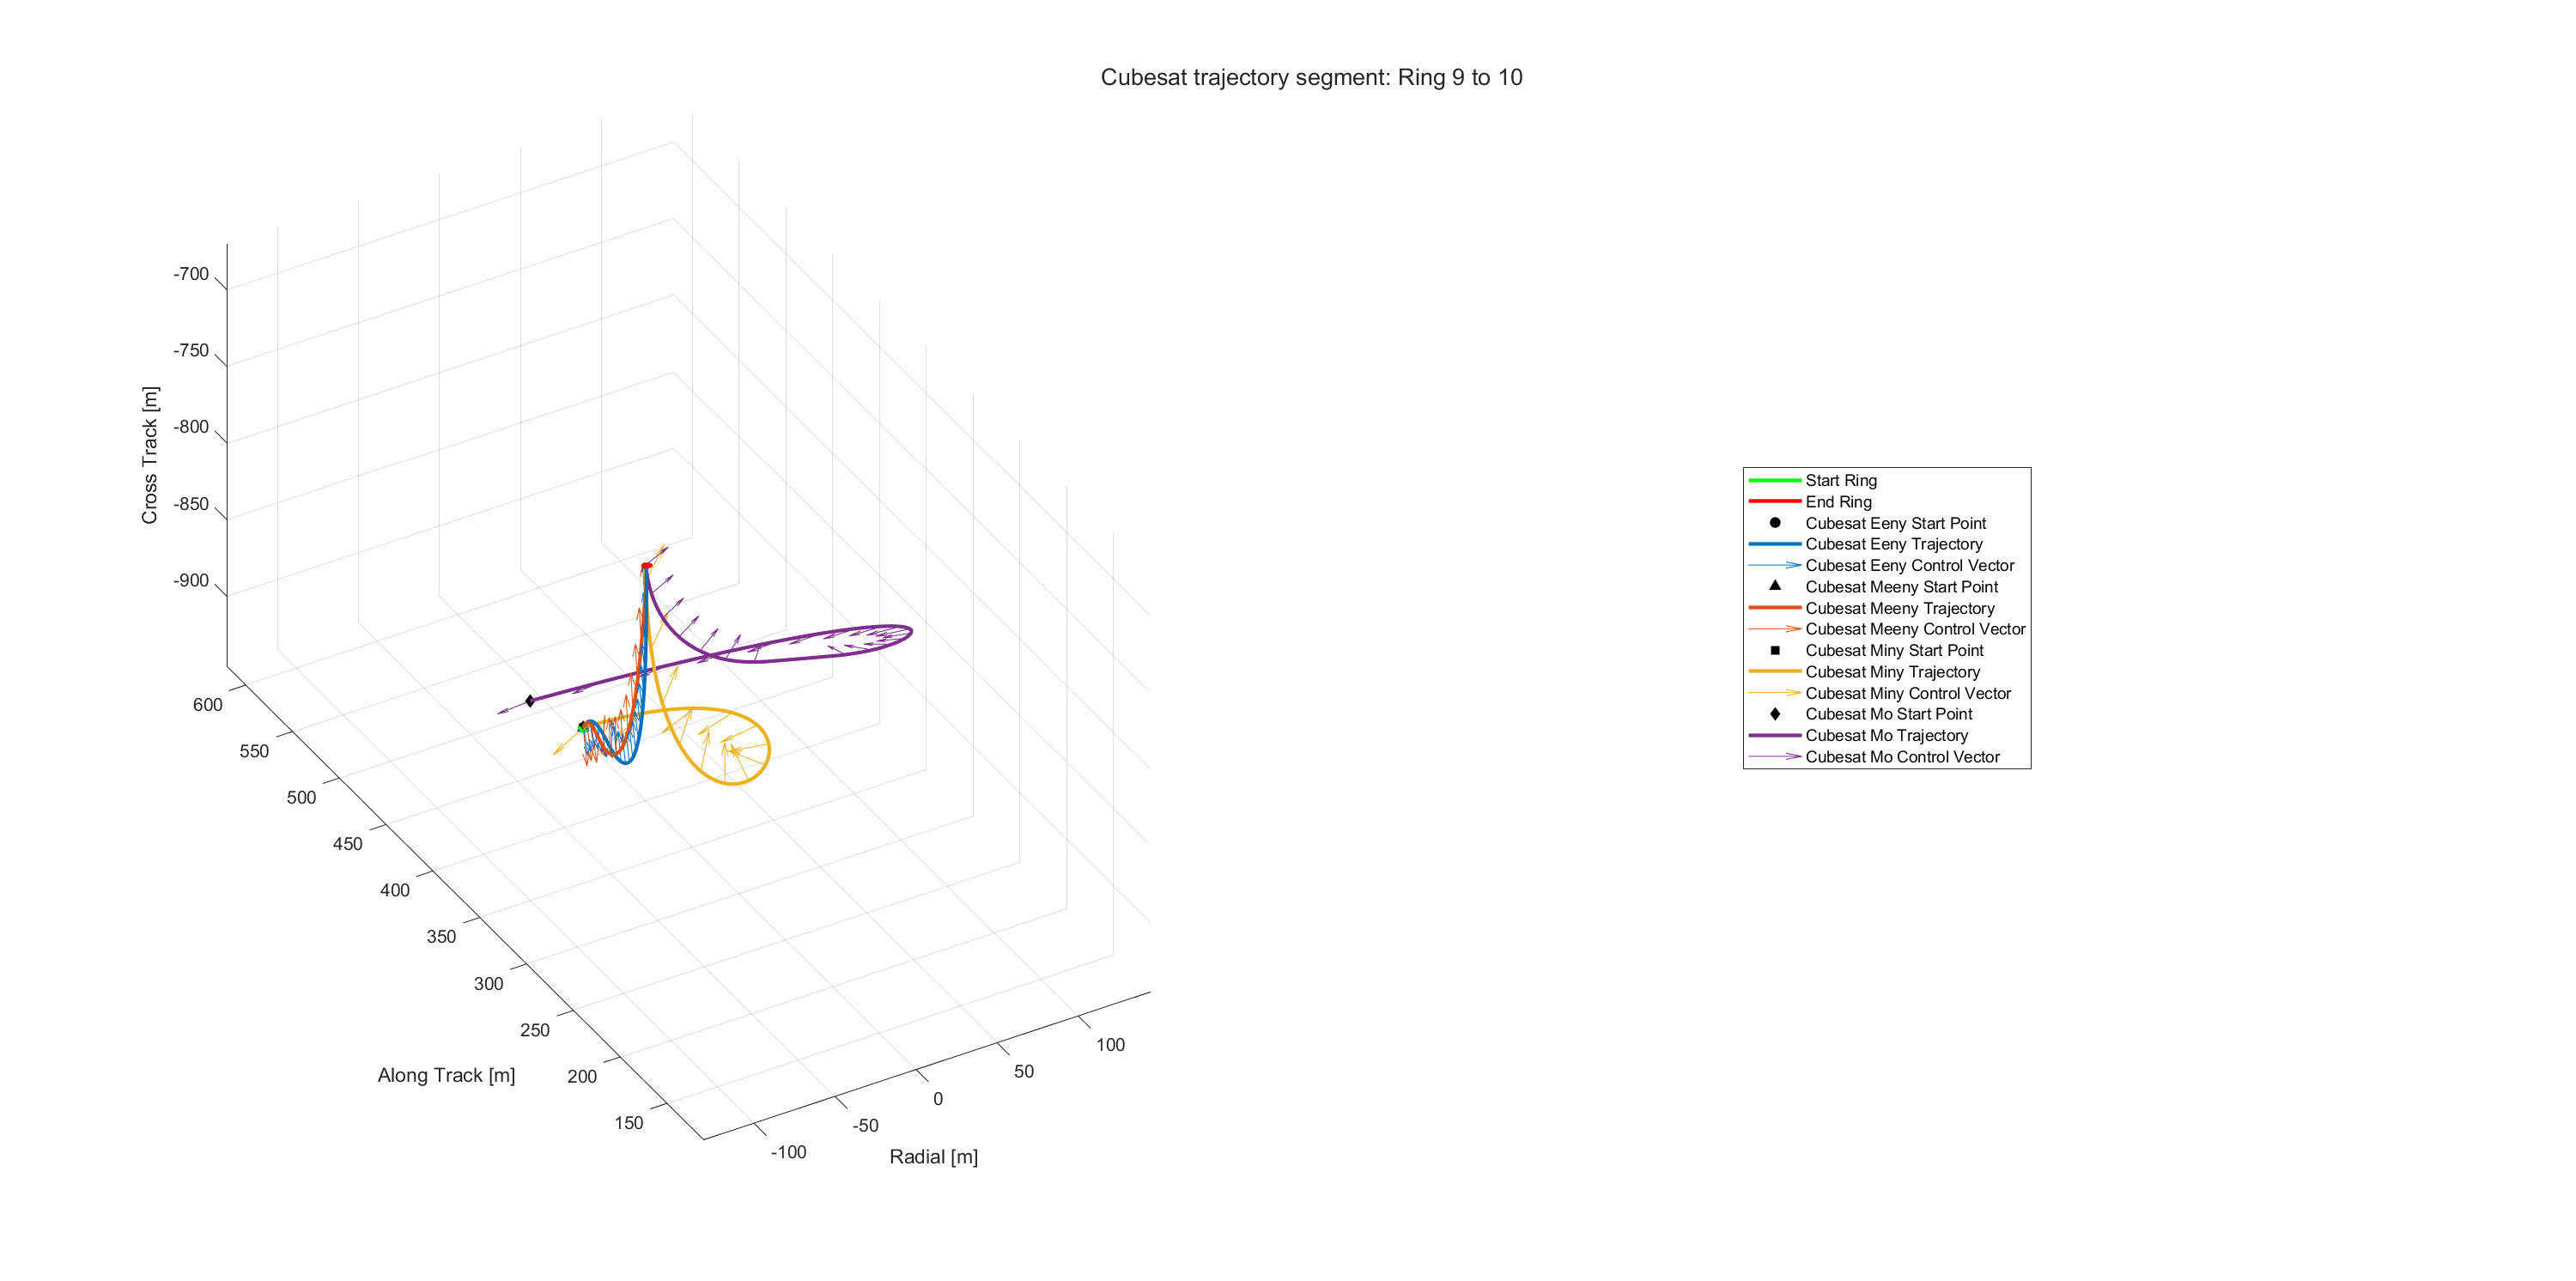 Cubesat trajectory segment: Ring 9 to 10
-700
-750
-800
-850
-900
Cross Track [m]
600
550
500
450
400
350
300
250
200
150
Along Track [m]
-100
-50
0
50
100
Radial [m]
Start Ring
End Ring
Cubesat Eeny Start Point
Cubesat Eeny Trajectory
Cubesat Eeny Control Vector
Cubesat Meeny Start Point
Cubesat Meeny Trajectory
Cubesat Meeny Control Vector
Cubesat Miny Start Point
Cubesat Miny Trajectory
Cubesat Miny Control Vector
Cubesat Mo Start Point
Cubesat Mo Trajectory
Cubesat Mo Control Vector